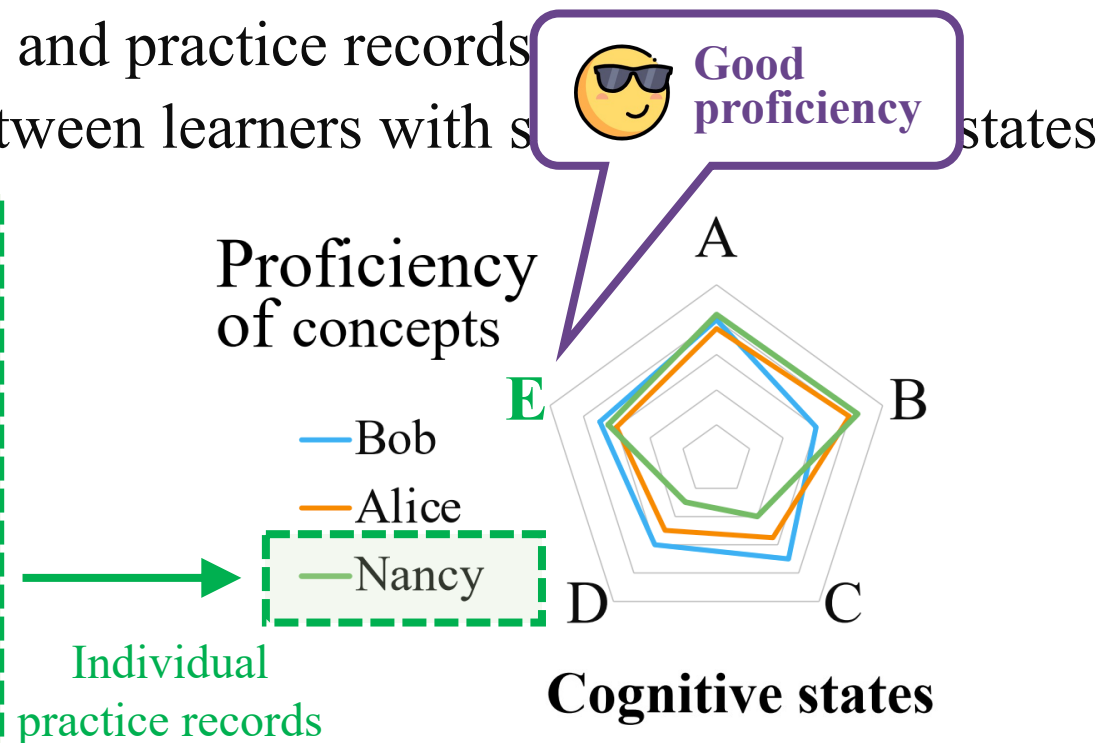 and practice records
tween learners with s
states
Good
proficiency
Proficiency
of concepts
A
B
C
D
E
Bob
Alice
Nancy
Individual
practice records
Cognitive states